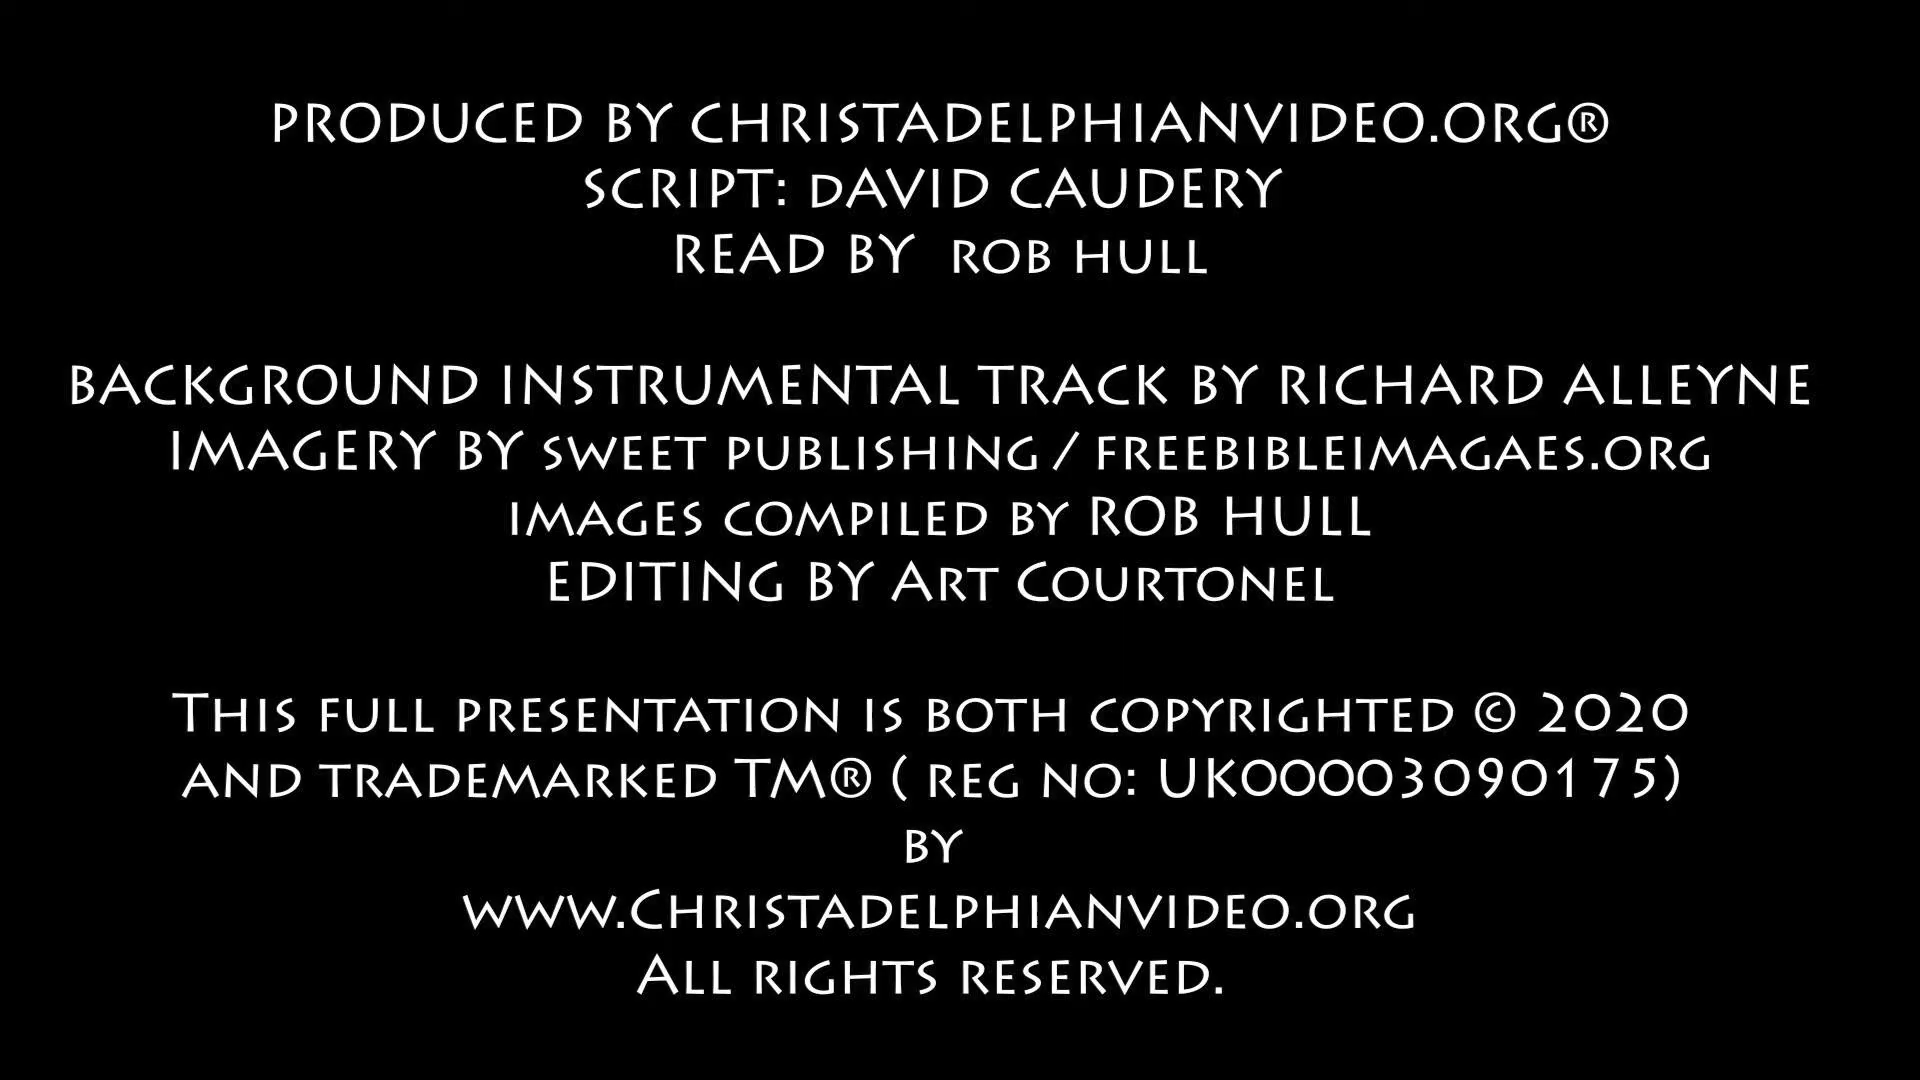 PRODUCED BY CHRISTADELPHIANVIDEO.ORG®
SCRIPT: dAVID CAUDERY
READ BY rob hull
BACKGROUND INSTRUMENTAL TRACK BY RICHARD ALLEYNE
IMAGERY BY sweet publishing / freebibleimagaes.org
images compiled by ROB HULL
EDITING BY Art Courtonel
This full presentation is both copyrighted © 2020
and trademarked TM® ( reg no: UK00003090175)
by
www.Christadelphianvideo.org
All rights reserved.